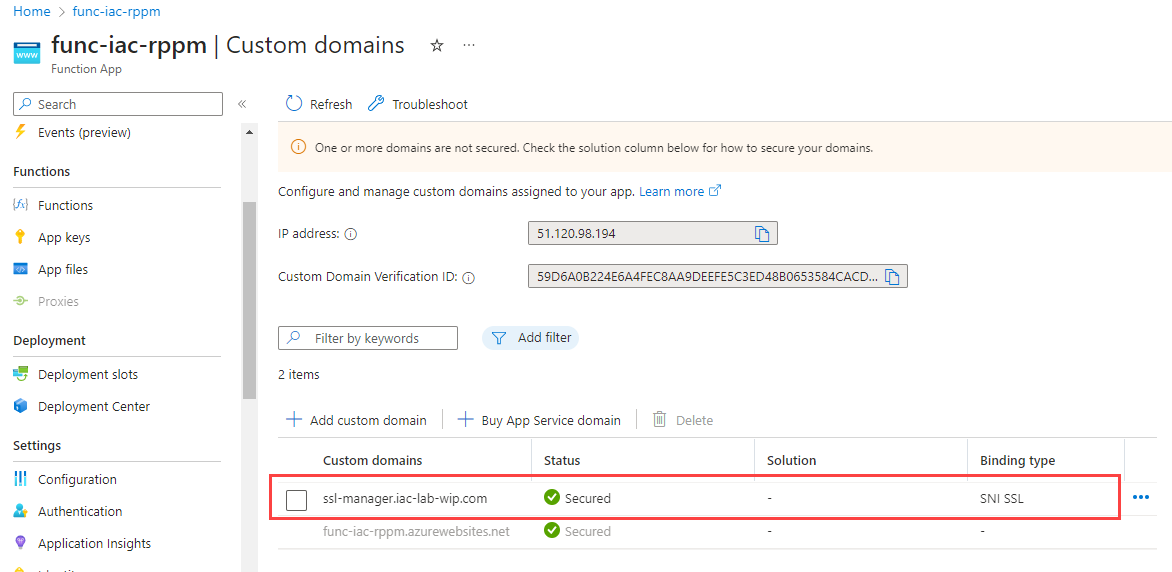 Home > func-iac-rppm
www
func-iac-rppm | Custom domains
Function App
Search
Events (preview)
Functions
Functions
App keys
App files
Proxies
Deployment
Deployment slots
Deployment Center
Settings
Configuration
Authentication
Application Insights
Refresh Troubleshoot
One or more domains are not secured. Check the solution column below for how to secure your domains.
Configure and manage custom domains assigned to your app. Learn more
IP address: 51.120.98.194
Custom Domain Verification ID: 59D6A0B224E6A4FEC8AA9DEEFE5C3ED48B0653584CACD...
Filter by keywords Add filter
2 items
Add custom domain Buy App Service domain Delete
Custom domains Status Solution Binding type
ssl-manager.iac-lab-wip.com Secured - SNI SSL
func-iac-rppm.azurewebsites.net Secured - -